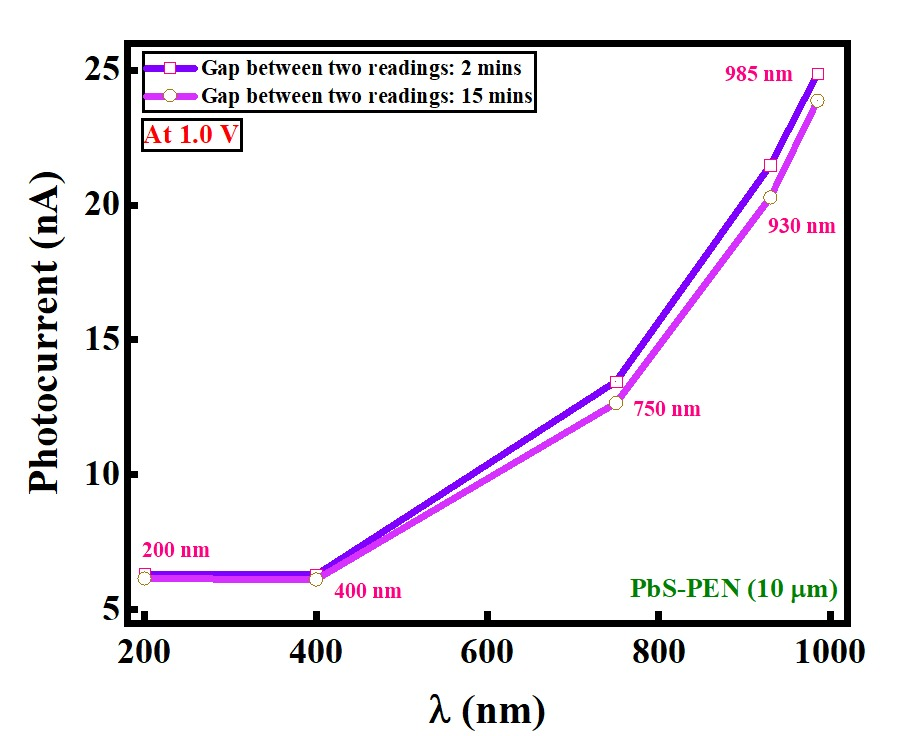 Gap between two readings: 2 mins
Gap between two readings: 15 mins
At 1.0 V
985 nm
930 nm
750 nm
200 nm
400 nm
PbS-PEN (10 μm)
Photocurrent (nA)
25
20
15
10
5
200 400 600 800 1000
λ (nm)